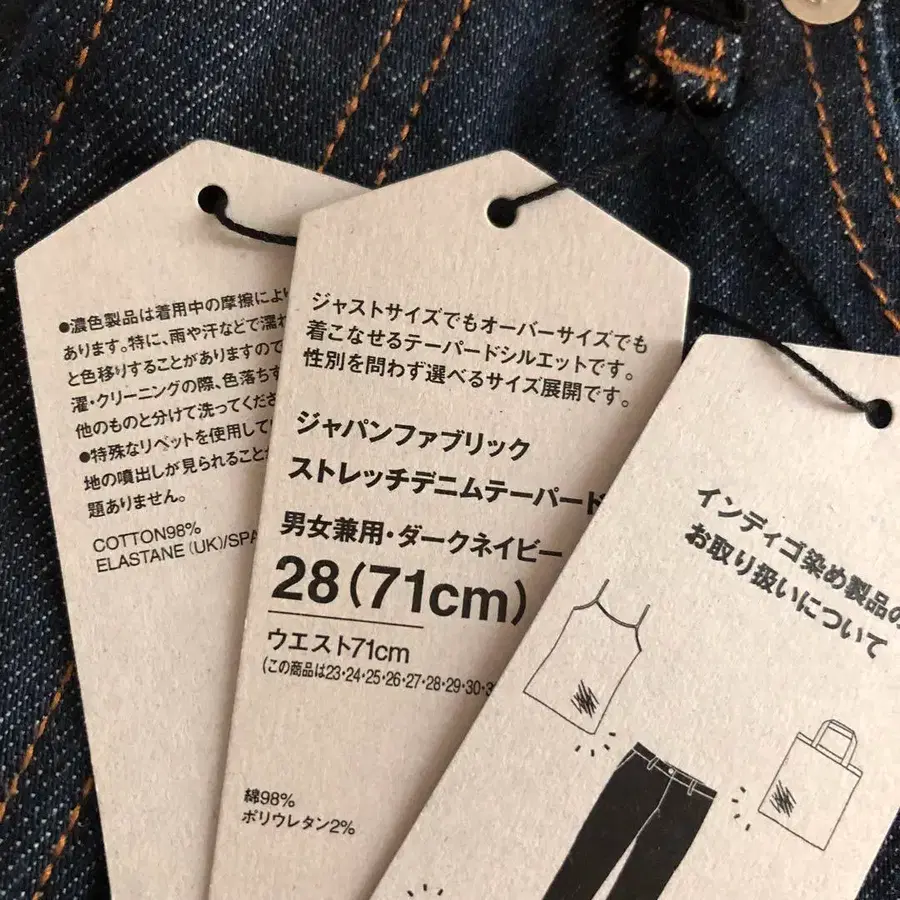 ●濃色製品は着用中の摩擦により
あります。特に、雨や汗などで濡れ
と色移りすることがありますので
濯・クリーニングの際、色落ちす
他のものと分けて洗ってくださ
●特殊なリベットを使用してい
地の噴出しが見られることが
題ありません。
COTTON98%
ELASTANE (UK)/SPA
ジャストサイズでもオーバーサイズでも
着こなせるテーパードシルエットです。
性別を問わず選べるサイズ展開です。
ジャパンファブリック
ストレッチデニムテーパード
男女兼用・ダークネイビー
28(71cm)
ウエスト71cm
(この商品は23・24・25・26・27・28・29・30・3
綿98%
ポリウレタン2%
インディゴ染め製品の
お取り扱いについて